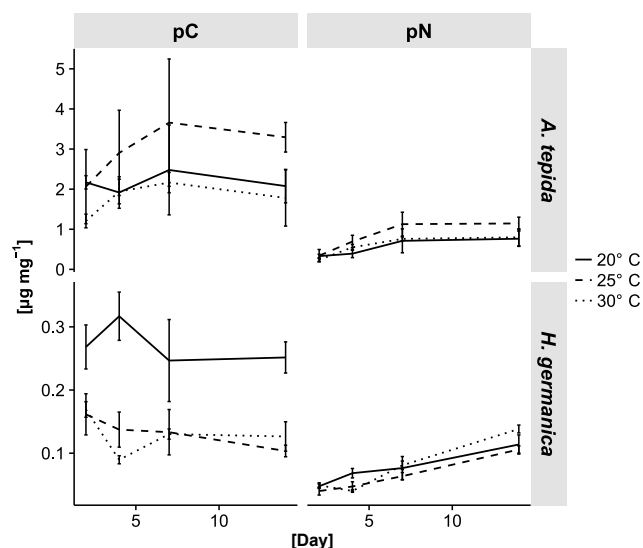 pC pN
5
4
3
2
1
0
A. tepida
[µg mg⁻¹]
20° C
25° C
30° C
0.3
0.2
0.1
H. germanica
5 10 5 10
[Day]